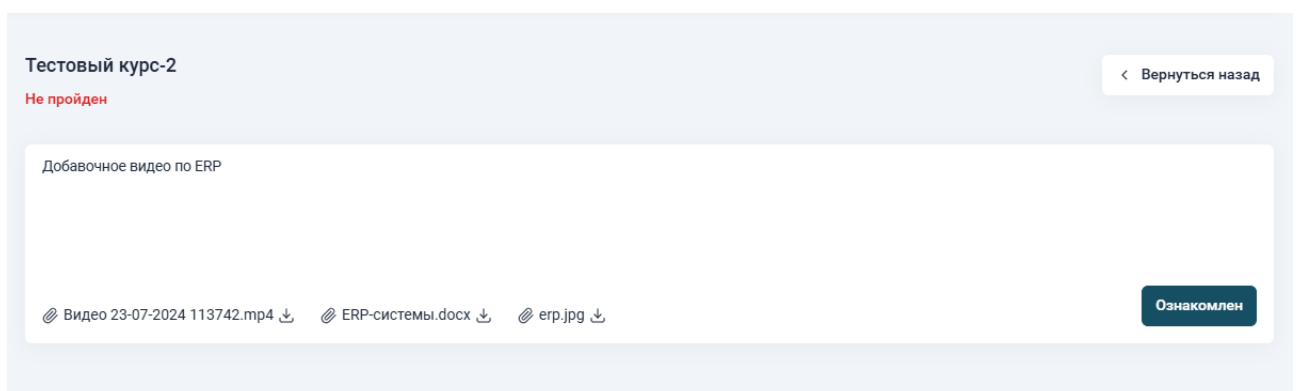 Тестовый курс-2
Вернуться назад
Не пройден
Добавочное видео по ERP
Видео 23-07-2024 113742.mp4 ERP-системы.docx erp.jpg
Ознакомлен